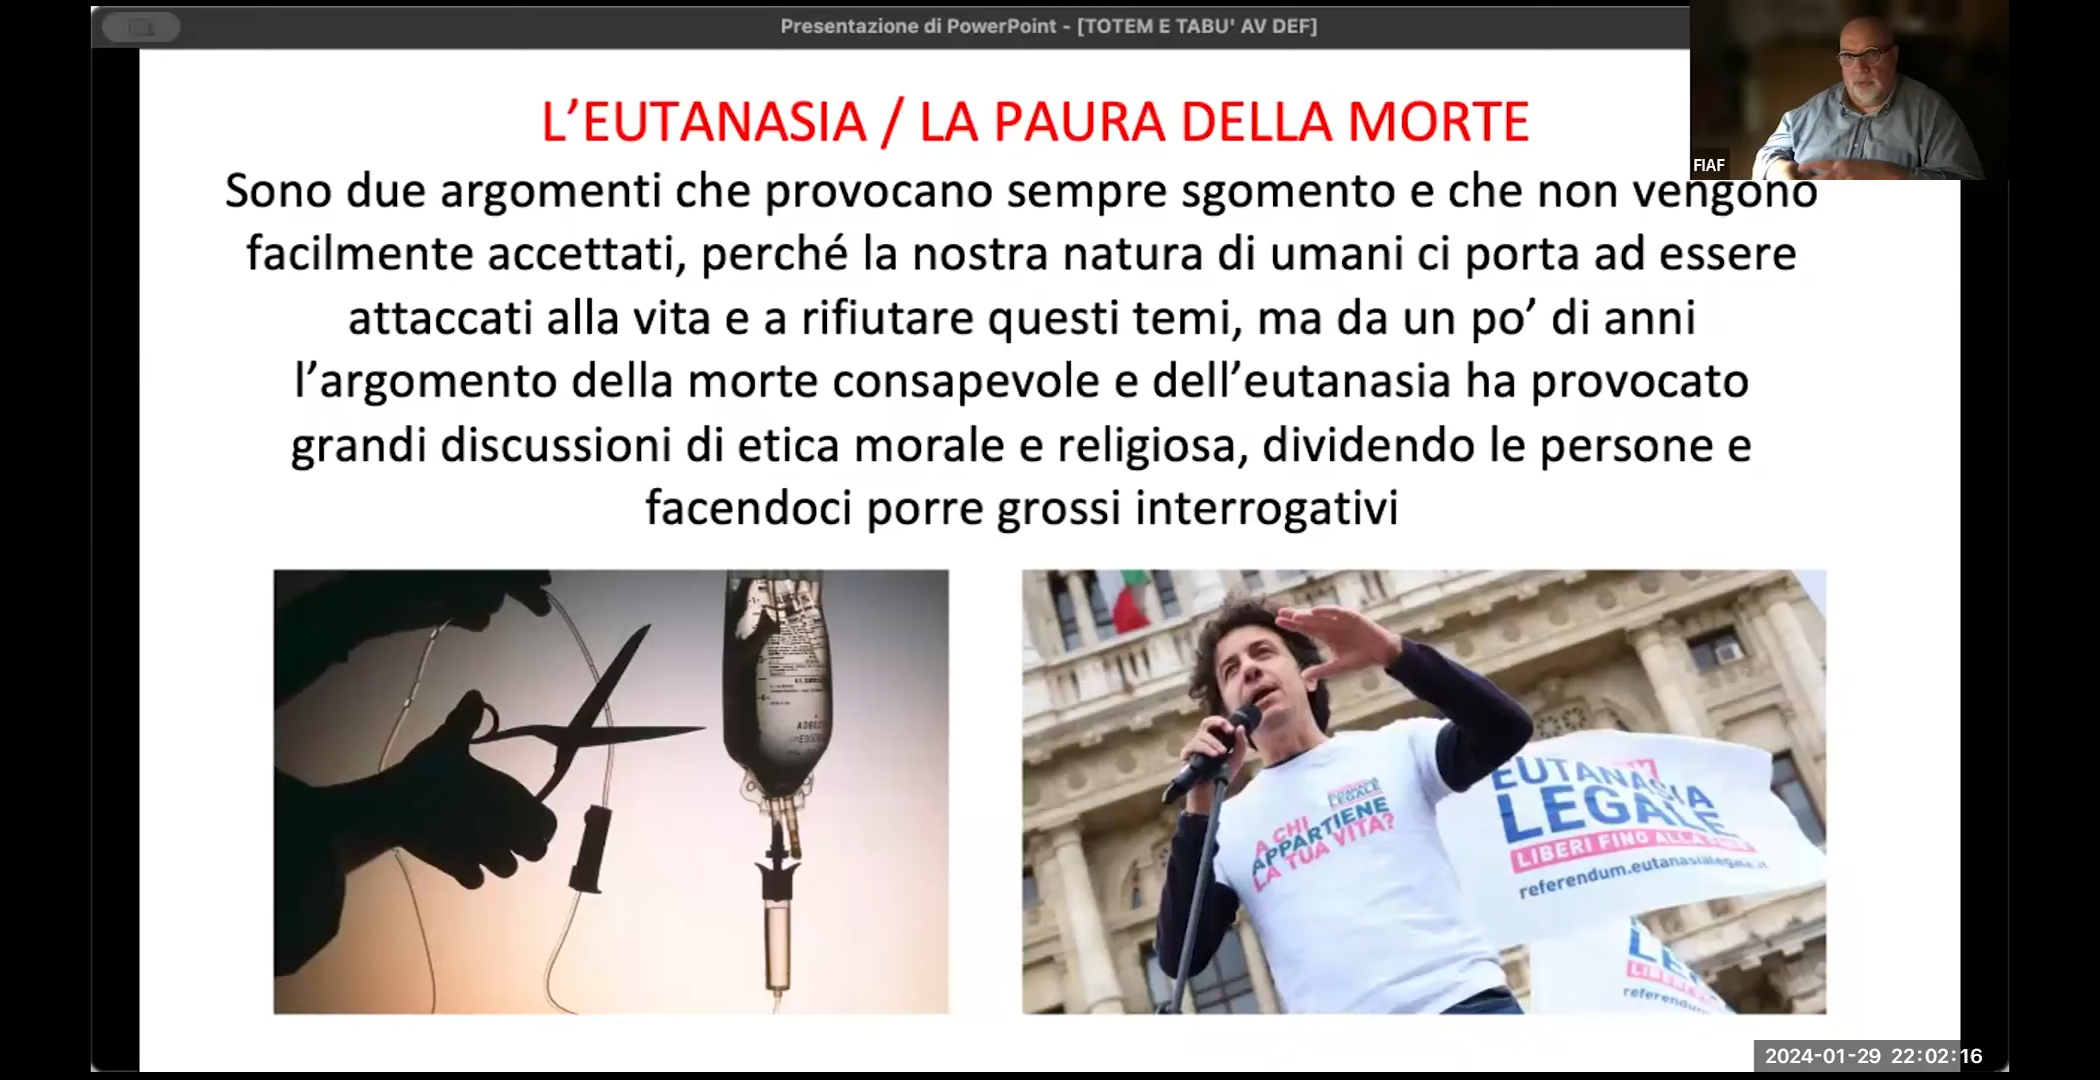 Presentazione di PowerPoint - [TOTEM E TABU' AV DEF]
FIAF
L’EUTANASIA / LA PAURA DELLA MORTE
Sono due argomenti che provocano sempre sgomento e che non vengono
facilmente accettati, perché la nostra natura di umani ci porta ad essere
attaccati alla vita e a rifiutare questi temi, ma da un po’ di anni
l’argomento della morte consapevole e dell’eutanasia ha provocato
grandi discussioni di etica morale e religiosa, dividendo le persone e
facendoci porre grossi interrogativi
EUTANASIA
LEGALE
A CHI
APPARTIENE
LA TUA VITA?
EUTANASIA
LEGALE
LIBERI FINO ALLA
referendum.eutanasialegale.it
LE
referendum
2024-01-29 22:02:16